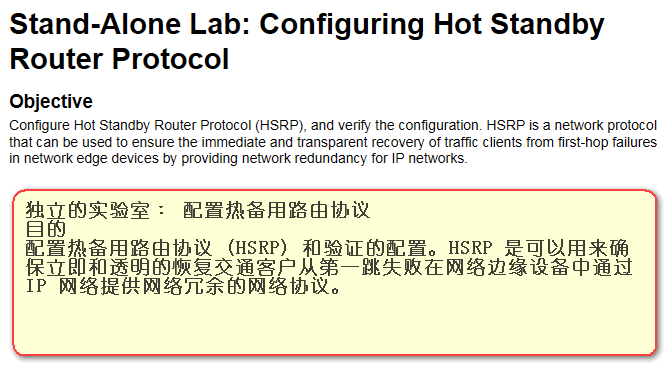 Stand-Alone Lab: Configuring Hot Standby
Router Protocol
Objective
Configure Hot Standby Router Protocol (HSRP), and verify the configuration. HSRP is a network protocol
that can be used to ensure the immediate and transparent recovery of traffic clients from first-hop failures
in network edge devices by providing network redundancy for IP networks.
独立的实验室： 配置热备用路由协议
目的
配置热备用路由协议 (HSRP) 和验证的配置。HSRP 是可以用来确
保立即和透明的恢复交通客户从第一跳失败在网络边缘设备中通过
IP 网络提供网络冗余的网络协议。